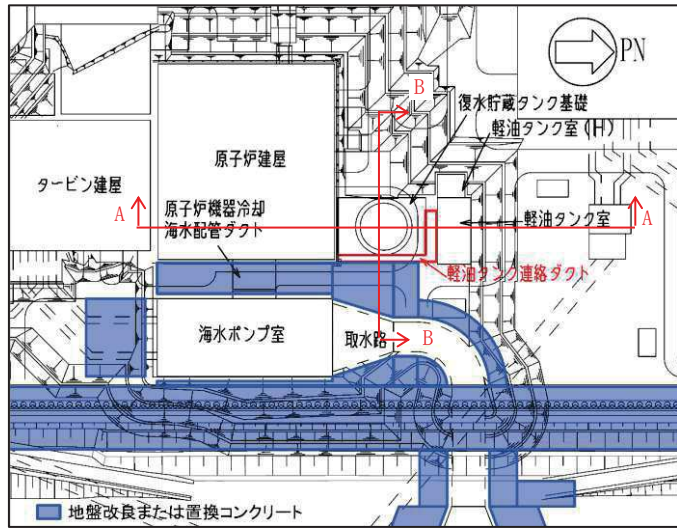 PN
B
復水貯蔵タンク基礎
軽油タンク室(H)
原子炉建屋
タービン建屋
A
原子炉機器冷却
海水配管ダクト
軽油タンク室
A
軽油タンク連絡ダクト
海水ポンプ室
取水路
B
地盤改良または置換コンクリート